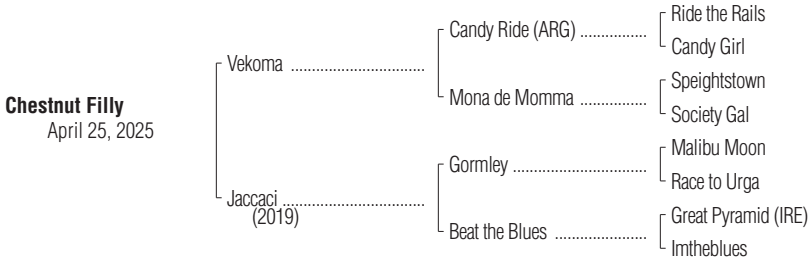 Ride the Rails
Candy Ride (ARG) ................
Candy Girl
Vekoma ................................
Speightstown
Mona de Momma ................
Society Gal
Chestnut Filly
April 25, 2025
Malibu Moon
Gormley ................................
Race to Urga
Jaccaci ..................................
(2019)
Great Pyramid (IRE)
Beat the Blues ......................
Imtheblues